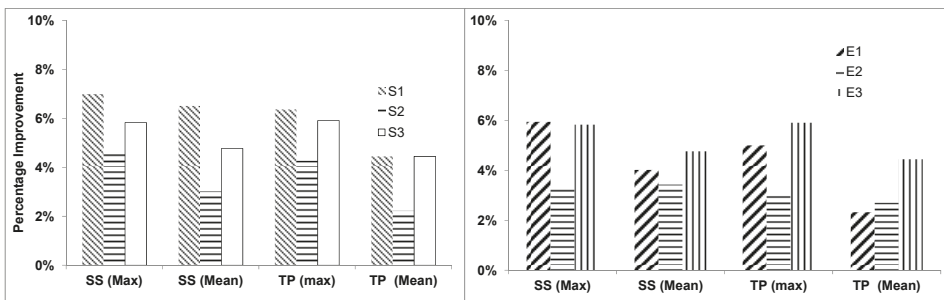 10%
8%
6%
4%
2%
0%
Percentage Improvement
S1
S2
S3
SS (Max)
SS (Mean)
TP (max)
TP (Mean)
10%
8%
6%
4%
2%
0%
E1
E2
E3
SS (Max)
SS (Mean)
TP (max)
TP (Mean)